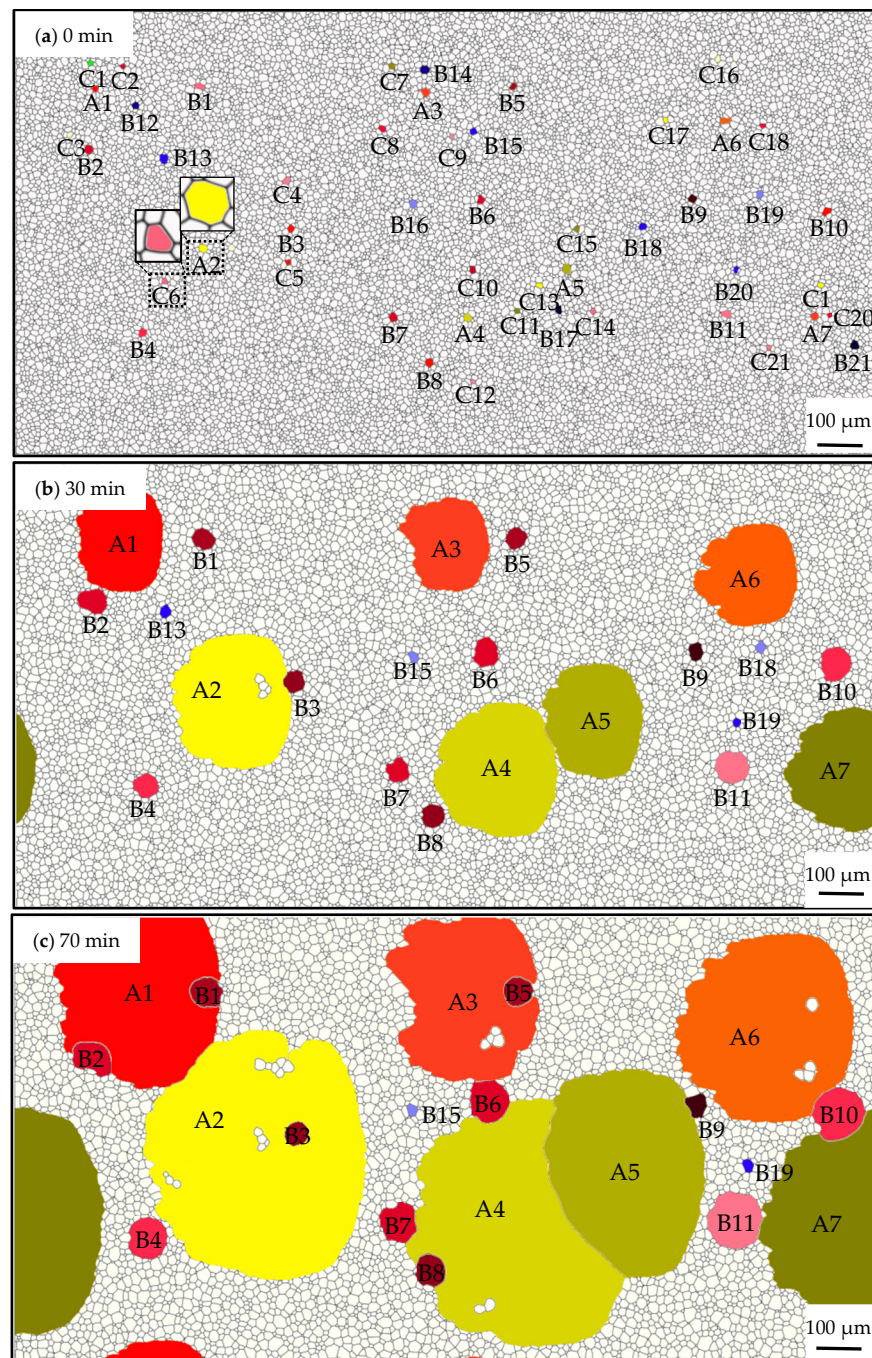 (a) 0 min
C1 C2 C7 B14 C16
A1 B1 A3 B5
B12 C17 A6 C18
C3 C8 C9 B15
B2 B13
C4 B16 B6 B9 B19 B10
B3 C15 B18
A2 C5
C6 C10 C13 A5 B20 C1
B4 B7 A4 C11 B17 C14 B11 A7 C20
B8 C12 C21 B21
100 µm
(b) 30 min
A1 B1 A3 B5 A6
B2 B13
B15 B6 B9 B18 B10
A2 B3 A5 B19
A4 A7
B4 B7 B11
B8
100 µm
(c) 70 min
A1 B1 A3 B5 A6
B2
A2 B3 B15 B6 B9 B10
A5 B19
B4 B7 A4 B11 A7
B8
100 µm